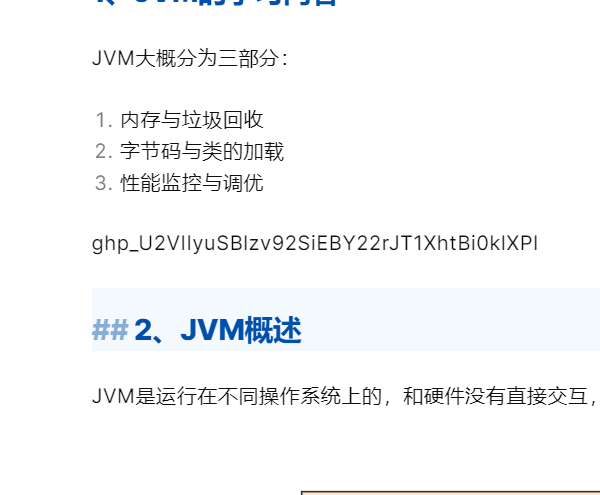 JVM大概分为三部分：
1. 内存与垃圾回收
2. 字节码与类的加载
3. 性能监控与调优
## 2、JVM概述
JVM是运行在不同操作系统上的，和硬件没有直接交互，